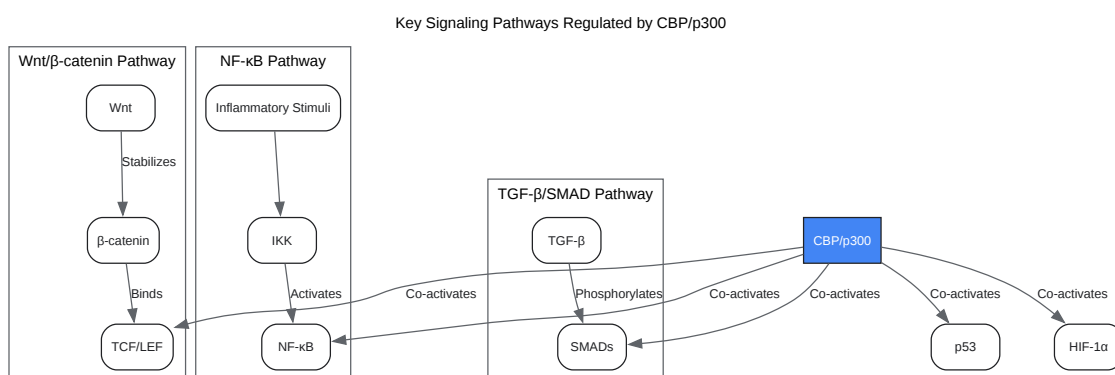 Key Signaling Pathways Regulated by CBP/p300
Wnt/β-catenin Pathway
NF-κB Pathway
Wnt
Inflammatory Stimuli
Stabilizes
TGF-β/SMAD Pathway
β-catenin
IKK
TGF-β
CBP/p300
Binds
Activates
Co-activates
Phosphorylates
Co-activates
Co-activates
Co-activates
Co-activates
TCF/LEF
NF-κB
SMADs
p53
HIF-1α